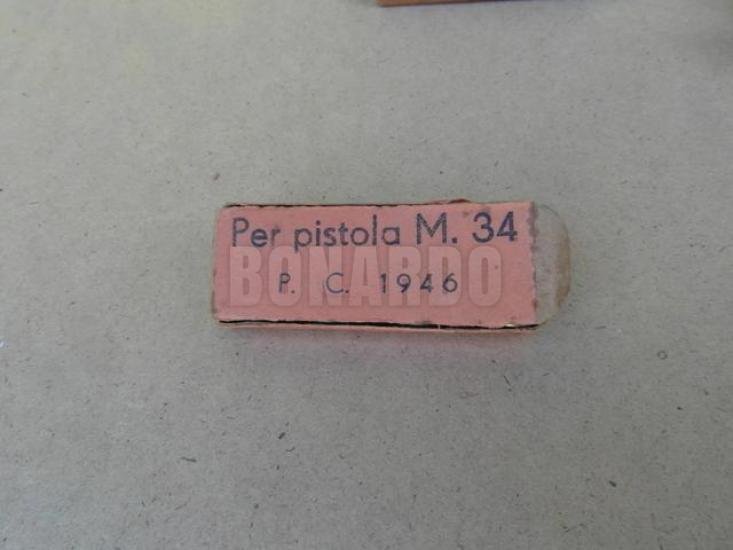 Per pistola M. 34
BONARDO
P. C. 1946